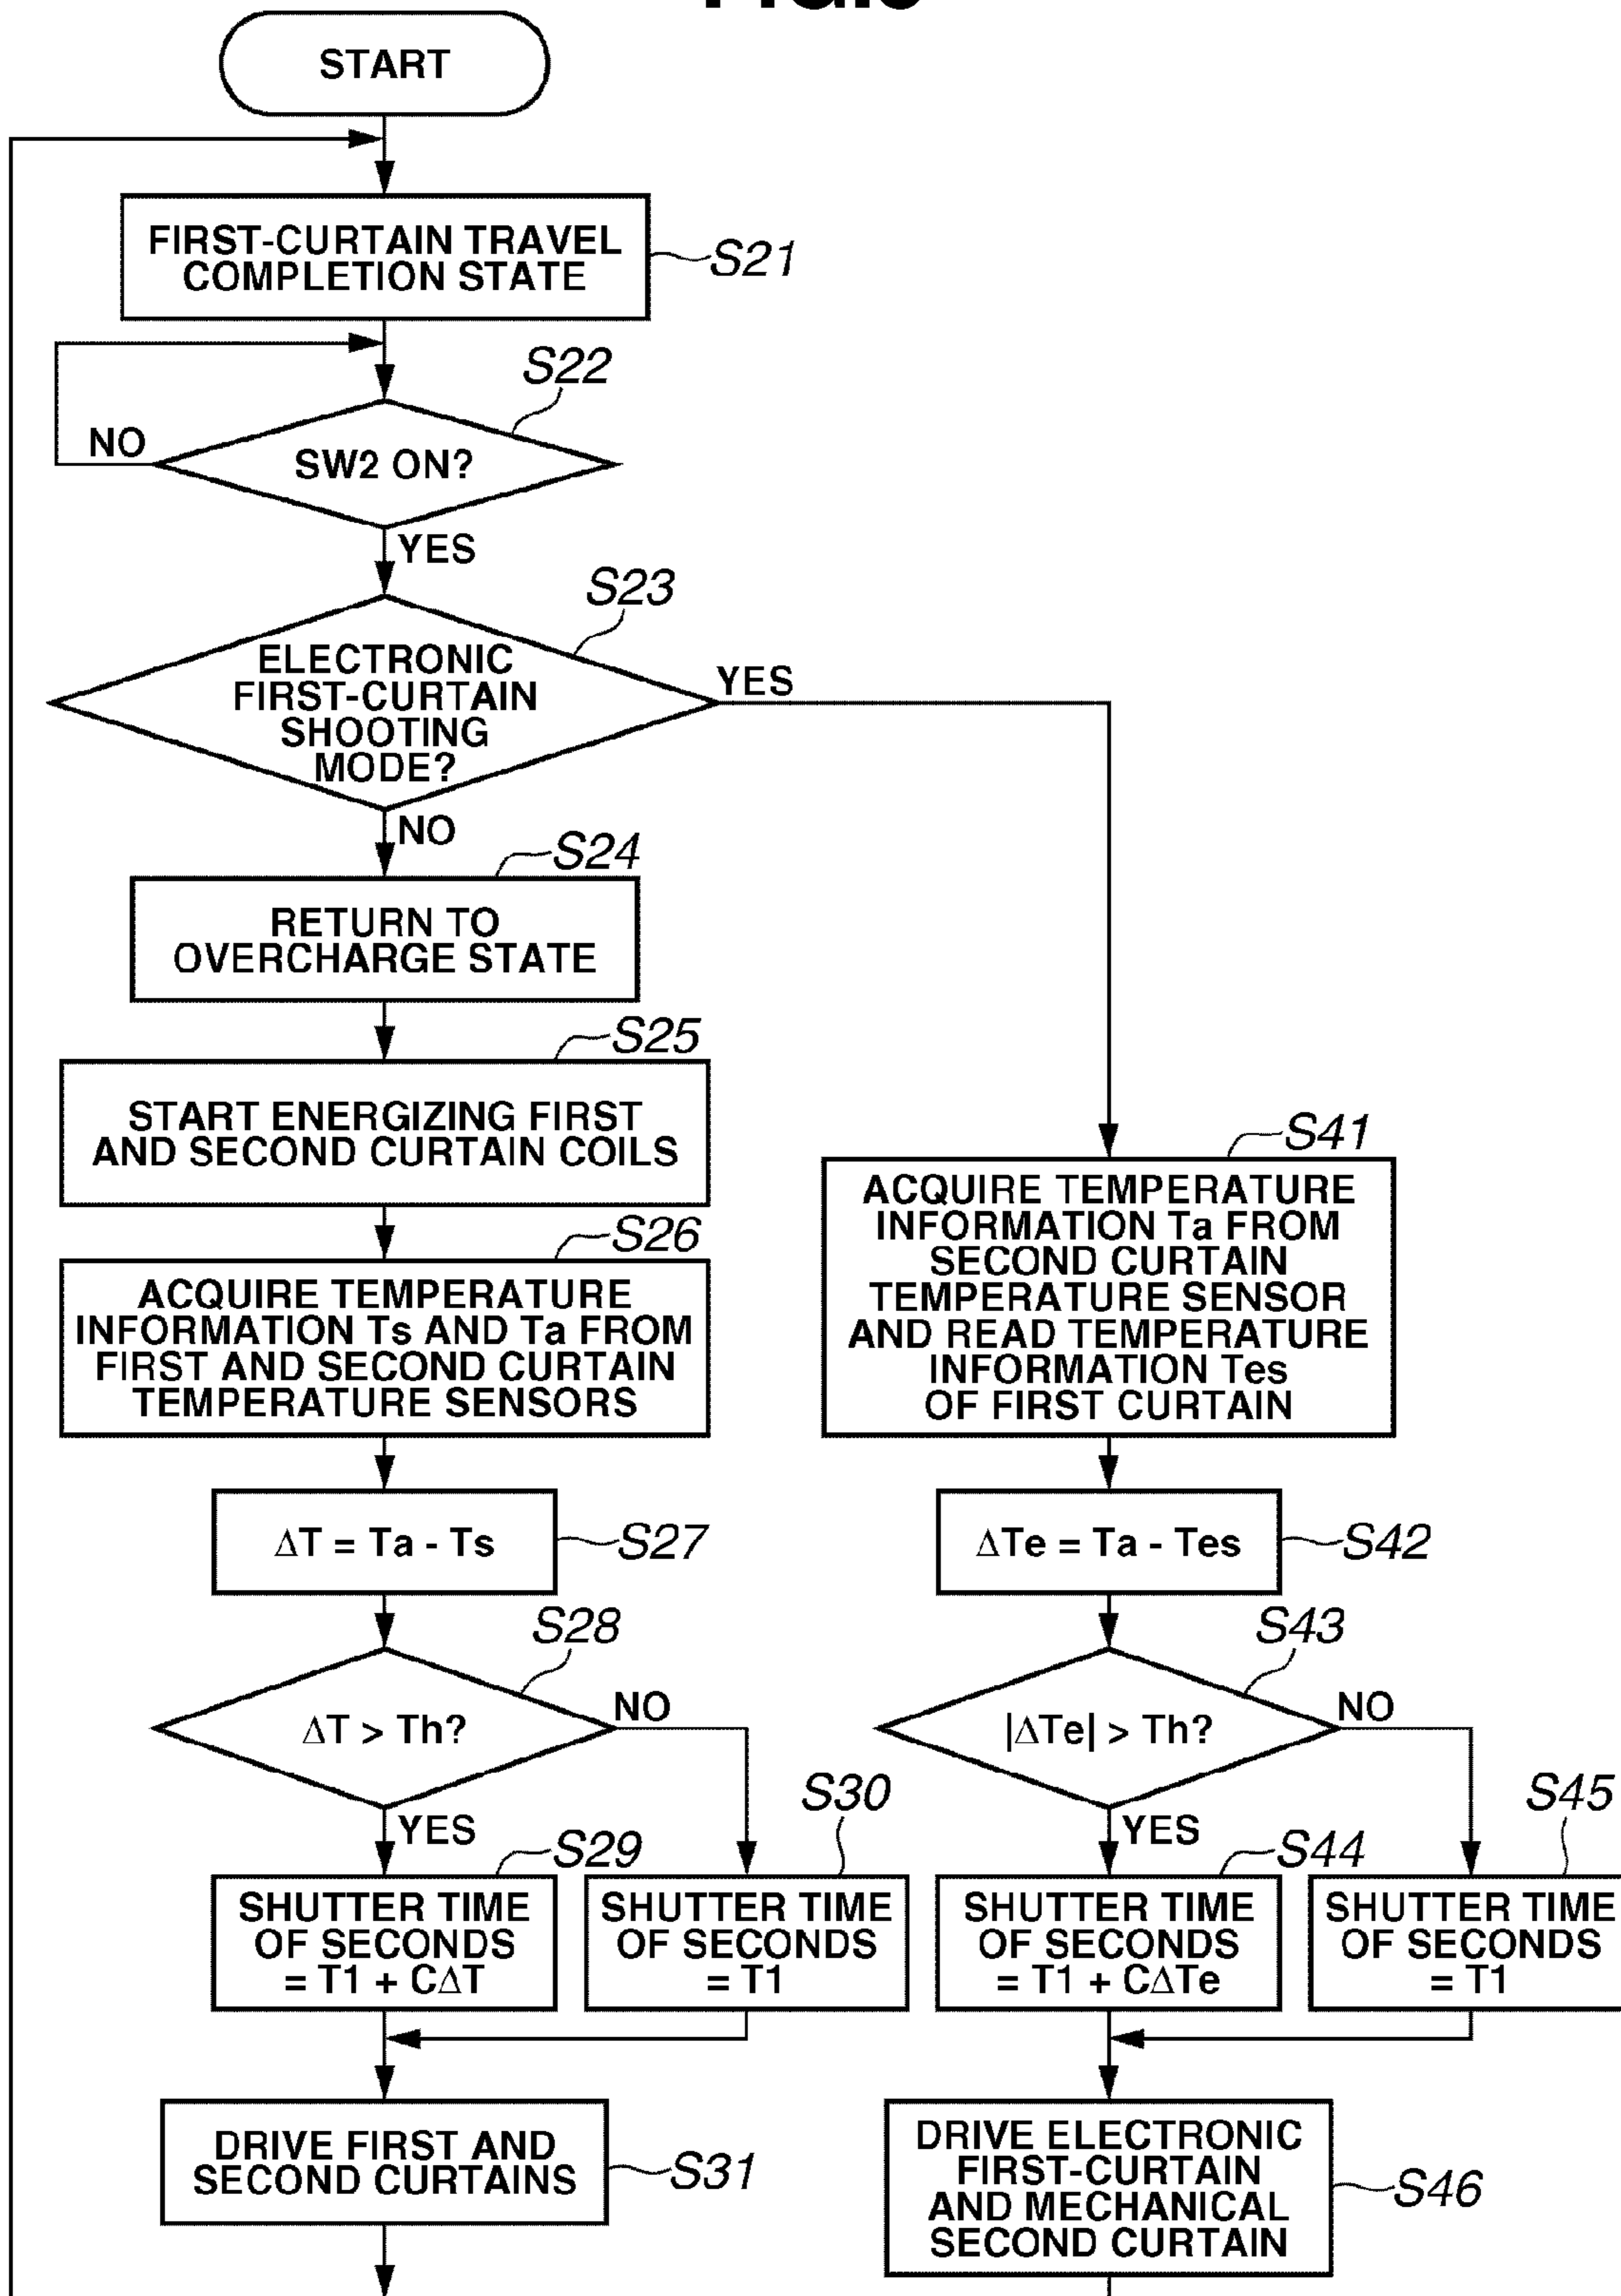 START
FIRST-CURTAIN TRAVEL
COMPLETION STATE
S21
S22
SW2 ON?
NO
YES
S23
ELECTRONIC
FIRST-CURTAIN
SHOOTING
MODE?
YES
NO
S24
RETURN TO
OVERCHARGE STATE
S25
START ENERGIZING FIRST
AND SECOND CURTAIN COILS
S26
ACQUIRE TEMPERATURE
INFORMATION Ts AND Ta FROM
FIRST AND SECOND CURTAIN
TEMPERATURE SENSORS
S27
ΔT = Ta - Ts
S28
ΔT > Th?
NO
YES
S29
SHUTTER TIME
OF SECONDS
= T1 + CΔT
S30
SHUTTER TIME
OF SECONDS
= T1
DRIVE FIRST AND
SECOND CURTAINS
S31
S41
ACQUIRE TEMPERATURE
INFORMATION Ta FROM
SECOND CURTAIN
TEMPERATURE SENSOR
AND READ TEMPERATURE
INFORMATION Tes
OF FIRST CURTAIN
ΔTe = Ta - Tes
S42
S43
|ΔTe| > Th?
NO
YES
S44
SHUTTER TIME
OF SECONDS
= T1 + CΔTe
S45
SHUTTER TIME
OF SECONDS
= T1
DRIVE ELECTRONIC
FIRST-CURTAIN
AND MECHANICAL
SECOND CURTAIN
S46